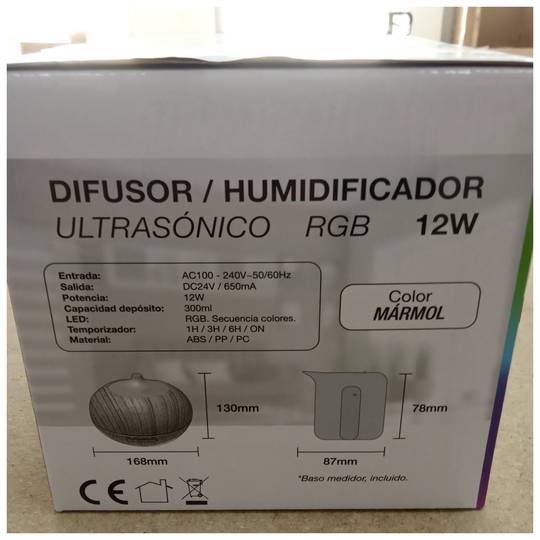 DIFUSOR / HUMIDIFICADOR
ULTRASÓNICO RGB 12W
Entrada: AC100 - 240V~50/60Hz
Salida: DC24V / 650mA
Potencia: 12W
Capacidad depósito: 300ml
LED: RGB. Secuencia colores.
Temporizador: 1H / 3H / 6H / ON
Material: ABS / PP / PC
Color
MÁRMOL
130mm
168mm
78mm
87mm
*Baso medidor, incluido.
CE